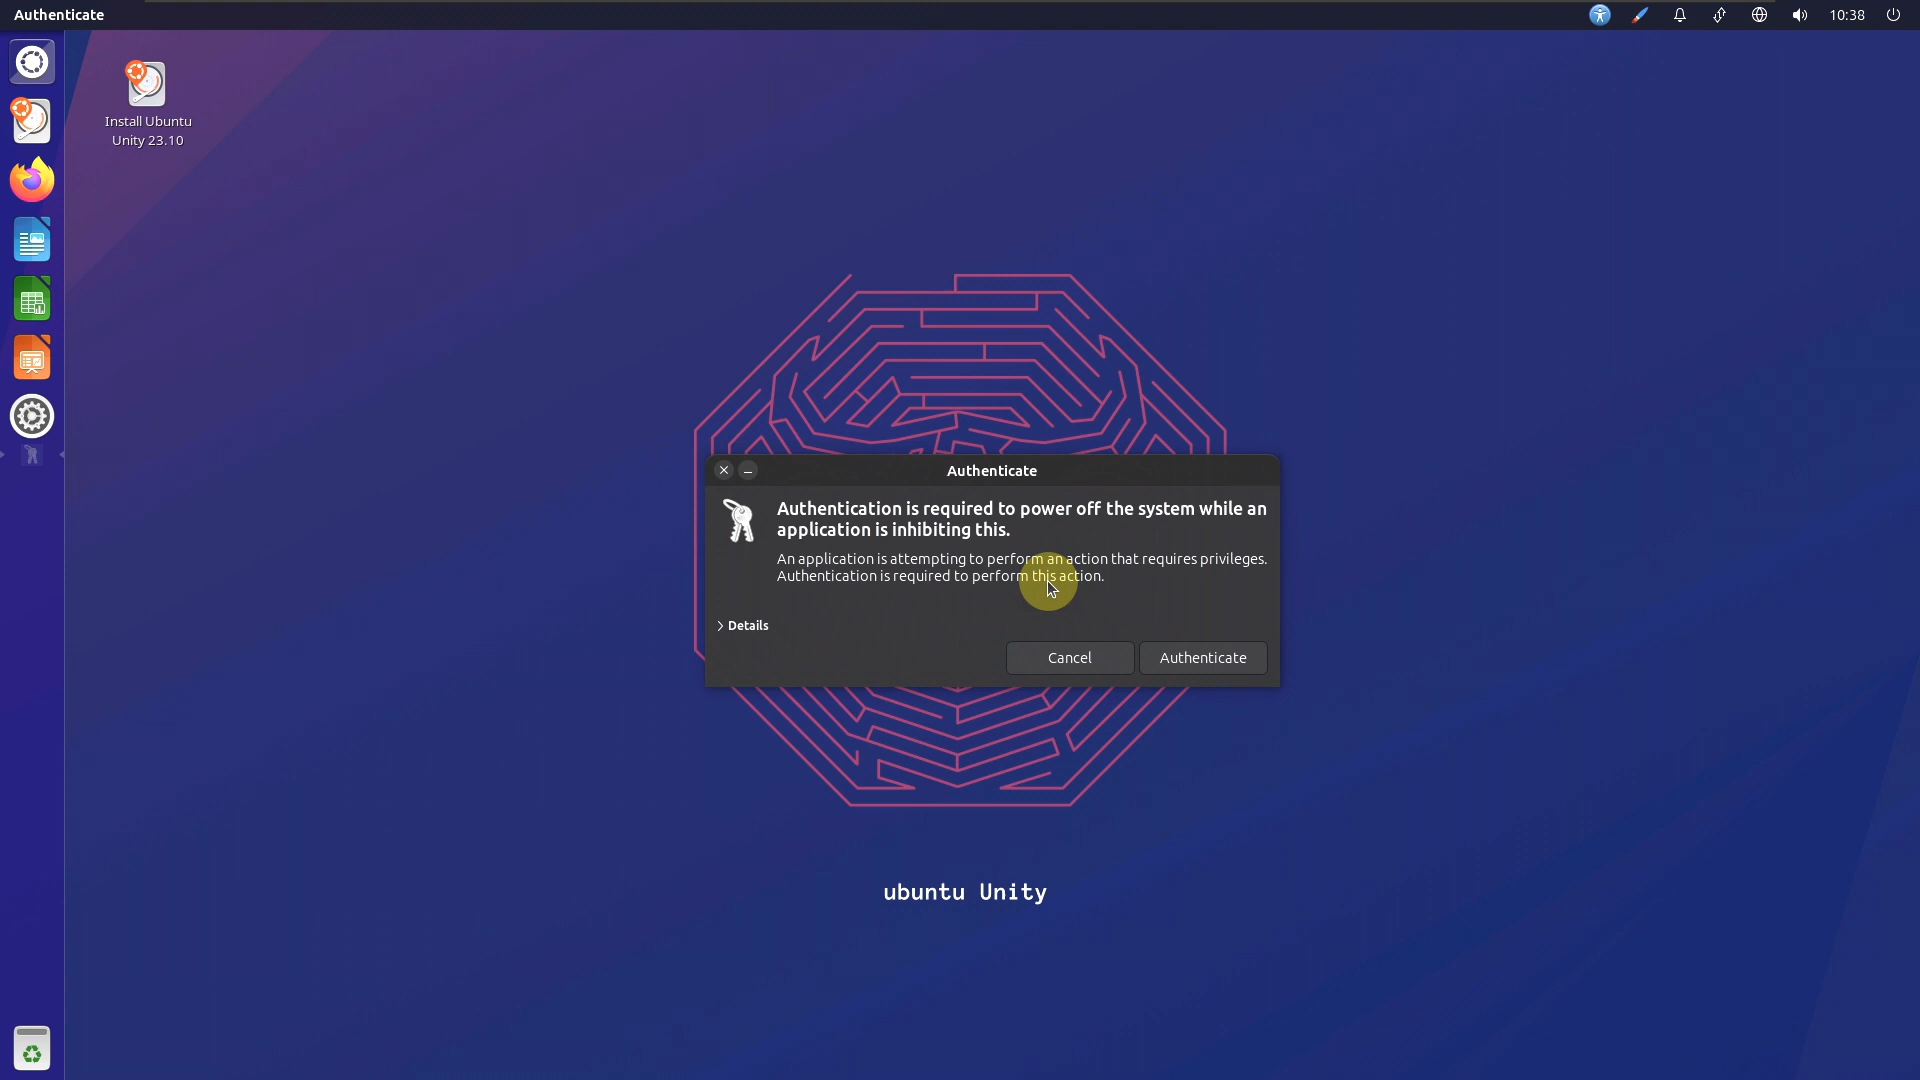 Authenticate
10:38
Install Ubuntu
Unity 23.10
Authenticate
Authentication is required to power off the system while an
application is inhibiting this.
An application is attempting to perform an action that requires privileges.
Authentication is required to perform this action.
Details
Cancel
Authenticate
ubuntu Unity